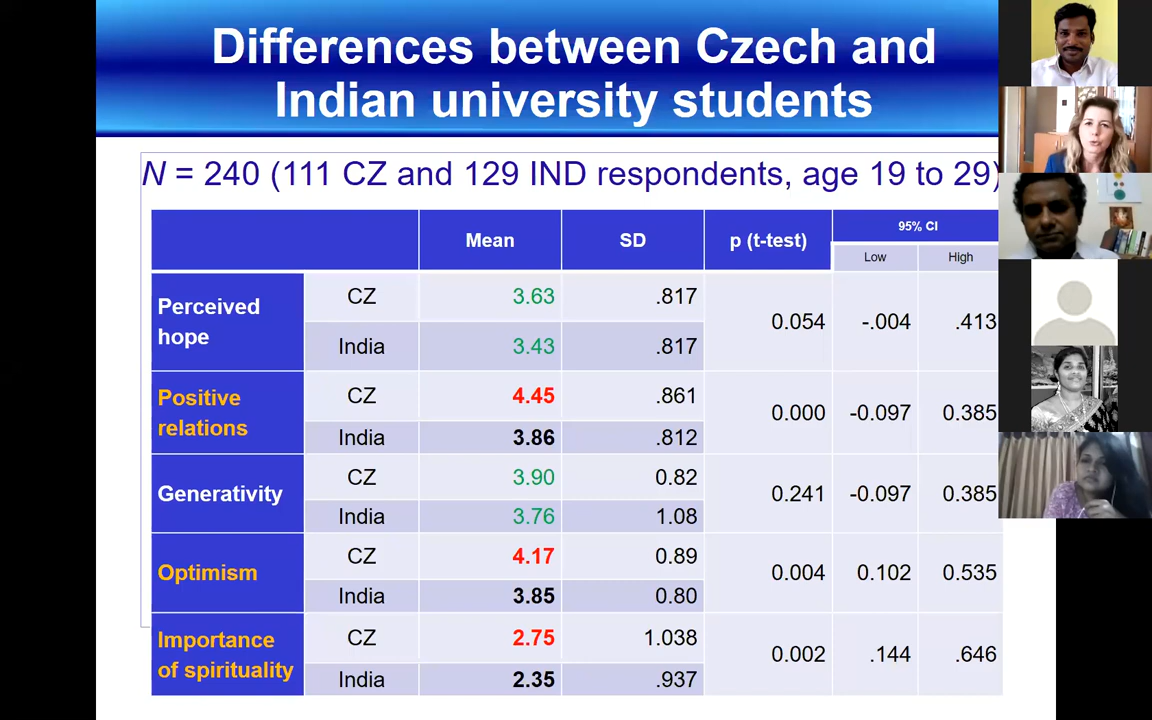 Differences between Czech and
Indian university students
N = 240 (111 CZ and 129 IND respondents, age 19 to 29)
Mean SD p (t-test) 95% CI
Low High
Perceived hope CZ 3.63 .817 0.054 -.004 .413
India 3.43 .817
Positive relations CZ 4.45 .861 0.000 -0.097 0.385
India 3.86 .812
Generativity CZ 3.90 0.82 0.241 -0.097 0.385
India 3.76 1.08
Optimism CZ 4.17 0.89 0.004 0.102 0.535
India 3.85 0.80
Importance of spirituality CZ 2.75 1.038 0.002 .144 .646
India 2.35 .937